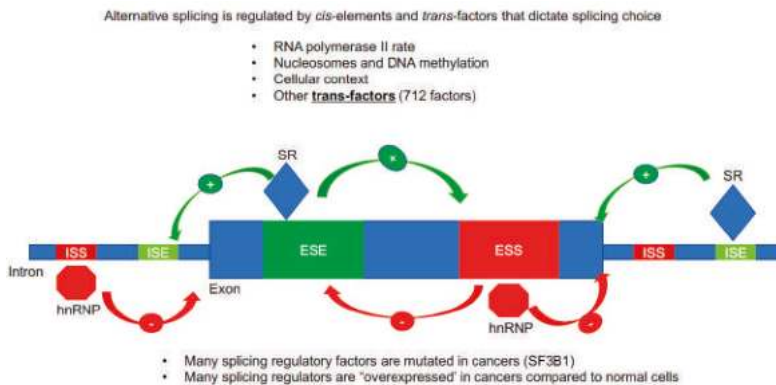 Alternative splicing is regulated by cis-elements and trans-factors that dictate splicing choice
• RNA polymerase II rate
• Nucleosomes and DNA methylation
• Cellular context
• Other trans-factors (712 factors)
SR
SR
+
+
+
ISS
ISE
ESE
ESS
ISS
ISE
Intron
Exon
hnRNP
hnRNP
-
-
-
• Many splicing regulatory factors are mutated in cancers (SF3B1)
• Many splicing regulators are "overexpressed' in cancers compared to normal cells